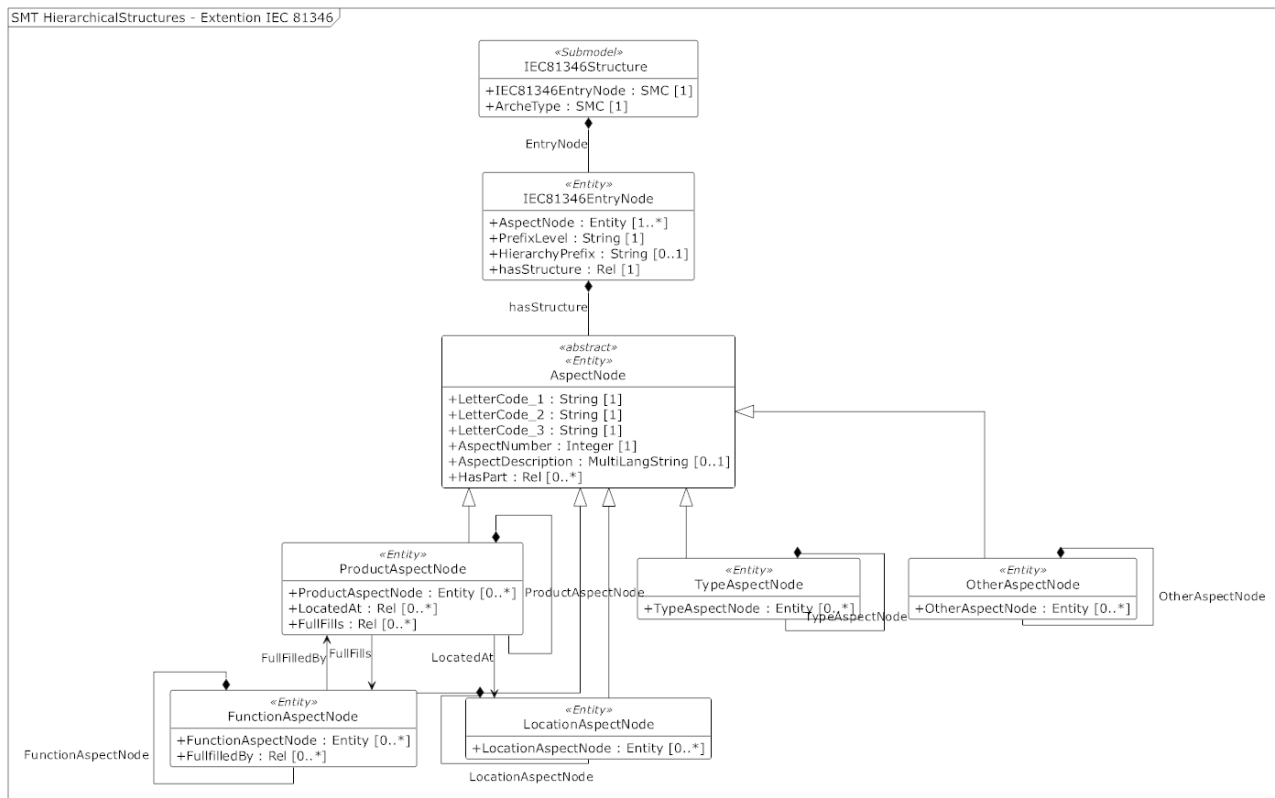 SMT HierarchicalStructures - Extention IEC 81346
«Submodel»
IEC81346Structure
+IEC81346EntryNode : SMC [1]
+ArcheType : SMC [1]
EntryNode
«Entity»
IEC81346EntryNode
+AspectNode : Entity [1..*]
+PrefixLevel : String [1]
+HierarchyPrefix : String [0..1]
+hasStructure : Rel [1]
hasStructure
«abstract»
«Entity»
AspectNode
+LetterCode_1 : String [1]
+LetterCode_2 : String [1]
+LetterCode_3 : String [1]
+AspectNumber : Integer [1]
+AspectDescription : MultiLangString [0..1]
+HasPart : Rel [0..*]
«Entity»
ProductAspectNode
+ProductAspectNode : Entity [0..*]
+LocatedAt : Rel [0..*]
+FullFills : Rel [0..*]
ProductAspectNode
«Entity»
TypeAspectNode
+TypeAspectNode : Entity [0..*]
TypeAspectNode
«Entity»
OtherAspectNode
+OtherAspectNode : Entity [0..*]
OtherAspectNode
FullFilledBy
FullFills
LocatedAt
«Entity»
FunctionAspectNode
+FunctionAspectNode : Entity [0..*]
+FullfilledBy : Rel [0..*]
FunctionAspectNode
«Entity»
LocationAspectNode
+LocationAspectNode : Entity [0..*]
LocationAspectNode